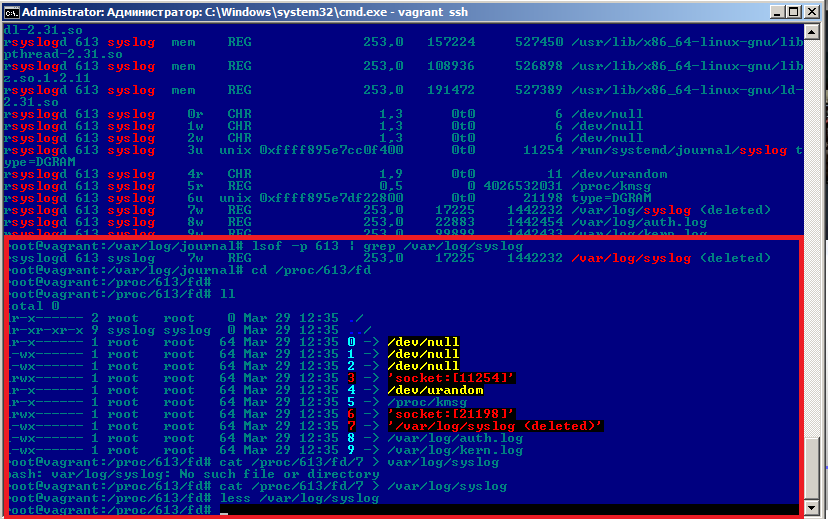 Administrator: Администратор: C:\Windows\system32\cmd.exe - vagrant ssh
dl-2.31.so
rsyslogd 613 syslog  mem    REG              253,0   157224     527450 /usr/lib/x86_64-linux-gnu/lib
pthread-2.31.so
rsyslogd 613 syslog  mem    REG              253,0   108936     526898 /usr/lib/x86_64-linux-gnu/lib
z.so.1.2.11
rsyslogd 613 syslog  mem    REG              253,0   191472     527389 /usr/lib/x86_64-linux-gnu/ld-
2.31.so
rsyslogd 613 syslog    0r   CHR                1,3      0t0          6 /dev/null
rsyslogd 613 syslog    1w   CHR                1,3      0t0          6 /dev/null
rsyslogd 613 syslog    2w   CHR                1,3      0t0          6 /dev/null
rsyslogd 613 syslog    3u  unix 0xffff895e7cc0f400      0t0      11254 /run/systemd/journal/syslog t
ype=DGRAM
rsyslogd 613 syslog    4r   CHR                1,9      0t0         11 /dev/urandom
rsyslogd 613 syslog    5r   REG                0,5        0 4026532031 /proc/kmsg
rsyslogd 613 syslog    6u  unix 0xffff895e7df22800      0t0      21198 type=DGRAM
rsyslogd 613 syslog    7w   REG              253,0    17225    1442232 /var/log/syslog (deleted)
rsyslogd 613 syslog    8w   REG              253,0    22883    1442454 /var/log/auth.log
rsyslogd 613 syslog    9w   REG              253,0    99899    1442433 /var/log/kern.log
root@vagrant:/var/log/journal# lsof -p 613 | grep /var/log/syslog
rsyslogd 613 syslog    7w   REG              253,0    17225    1442232 /var/log/syslog (deleted)
root@vagrant:/var/log/journal# cd /proc/613/fd
root@vagrant:/proc/613/fd#
root@vagrant:/proc/613/fd# ll
total 0
dr-x------ 2 root   root    0 Mar 29 12:35 ./
dr-xr-xr-x 9 syslog syslog  0 Mar 29 12:35 ../
lr-x------ 1 root   root   64 Mar 29 12:35 0 -> /dev/null
l-wx------ 1 root   root   64 Mar 29 12:35 1 -> /dev/null
l-wx------ 1 root   root   64 Mar 29 12:35 2 -> /dev/null
lrwx------ 1 root   root   64 Mar 29 12:35 3 -> 'socket:[11254]'
lr-x------ 1 root   root   64 Mar 29 12:35 4 -> /dev/urandom
lr-x------ 1 root   root   64 Mar 29 12:35 5 -> /proc/kmsg
lrwx------ 1 root   root   64 Mar 29 12:35 6 -> 'socket:[21198]'
l-wx------ 1 root   root   64 Mar 29 12:35 7 -> '/var/log/syslog (deleted)'
l-wx------ 1 root   root   64 Mar 29 12:35 8 -> /var/log/auth.log
l-wx------ 1 root   root   64 Mar 29 12:35 9 -> /var/log/kern.log
root@vagrant:/proc/613/fd# cat /proc/613/fd/7 > var/log/syslog
bash: var/log/syslog: No such file or directory
root@vagrant:/proc/613/fd# cat /proc/613/fd/7 > /var/log/syslog
root@vagrant:/proc/613/fd# less /var/log/syslog
root@vagrant:/proc/613/fd#